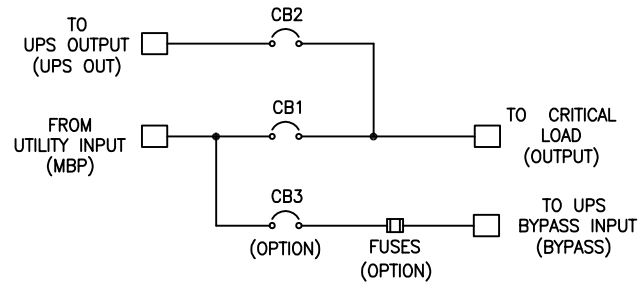 TO
UPS OUTPUT
(UPS OUT)
CB2
FROM
UTILITY INPUT
(MBP)
CB1
TO CRITICAL
LOAD
(OUTPUT)
CB3
(OPTION)
FUSES
(OPTION)
TO UPS
BYPASS INPUT
(BYPASS)